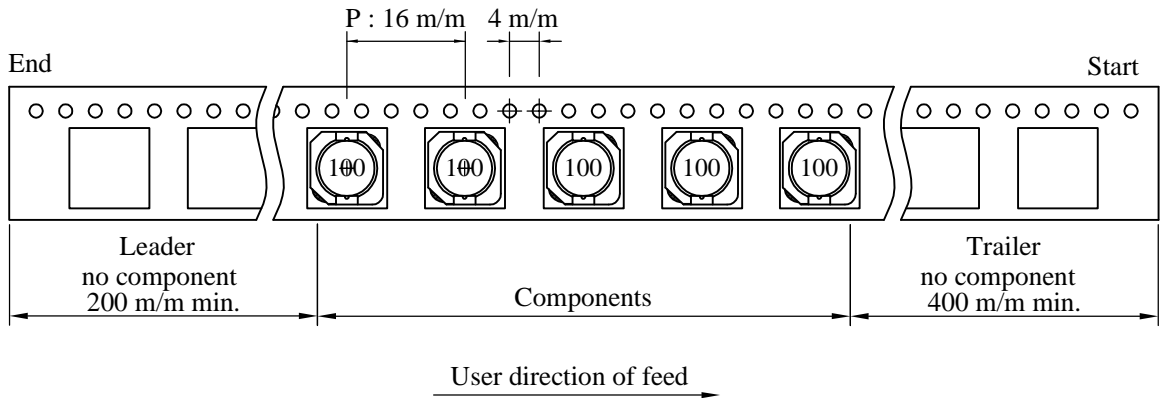 P : 16 m/m 4 m/m
End
Start
100 100 100 100 100
Leader
no component
200 m/m min.
Components
Trailer
no component
400 m/m min.
User direction of feed